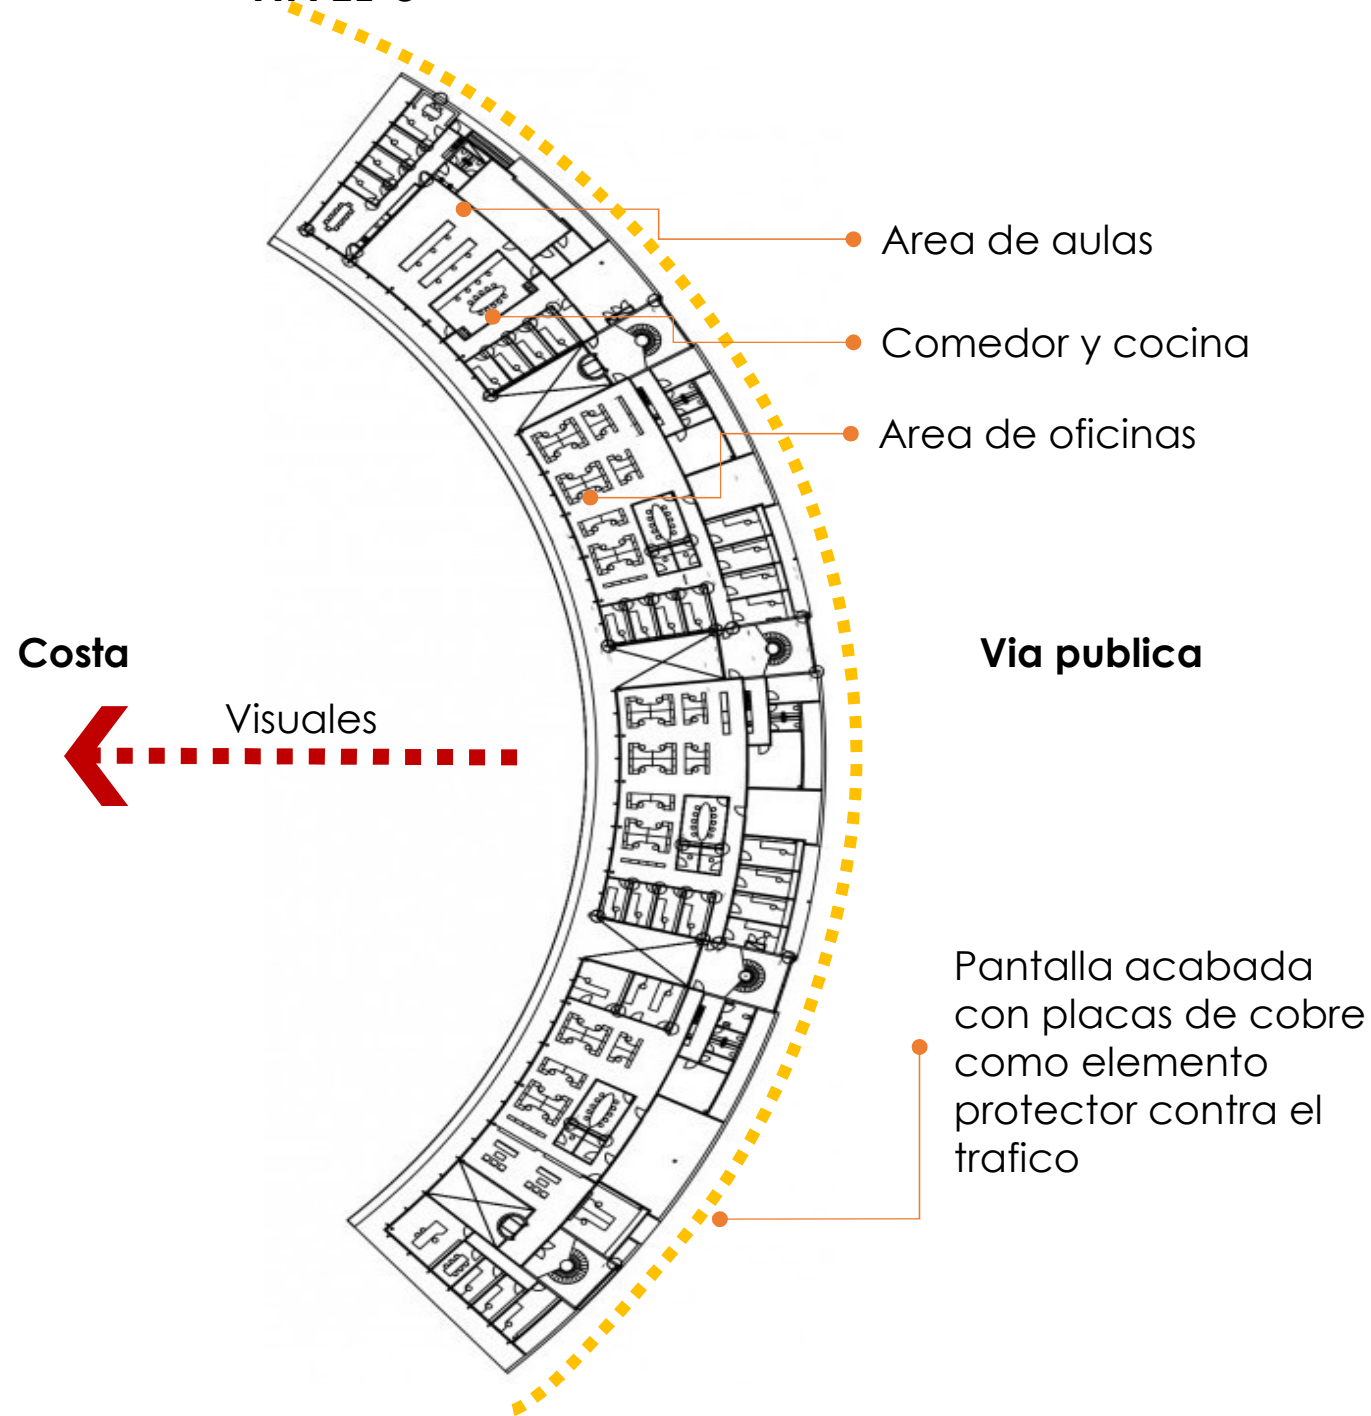 Area de aulas
Comedor y cocina
Area de oficinas
Costa
Via publica
Visuales
Pantalla acabada
con placas de cobre
como elemento
protector contra el
trafico